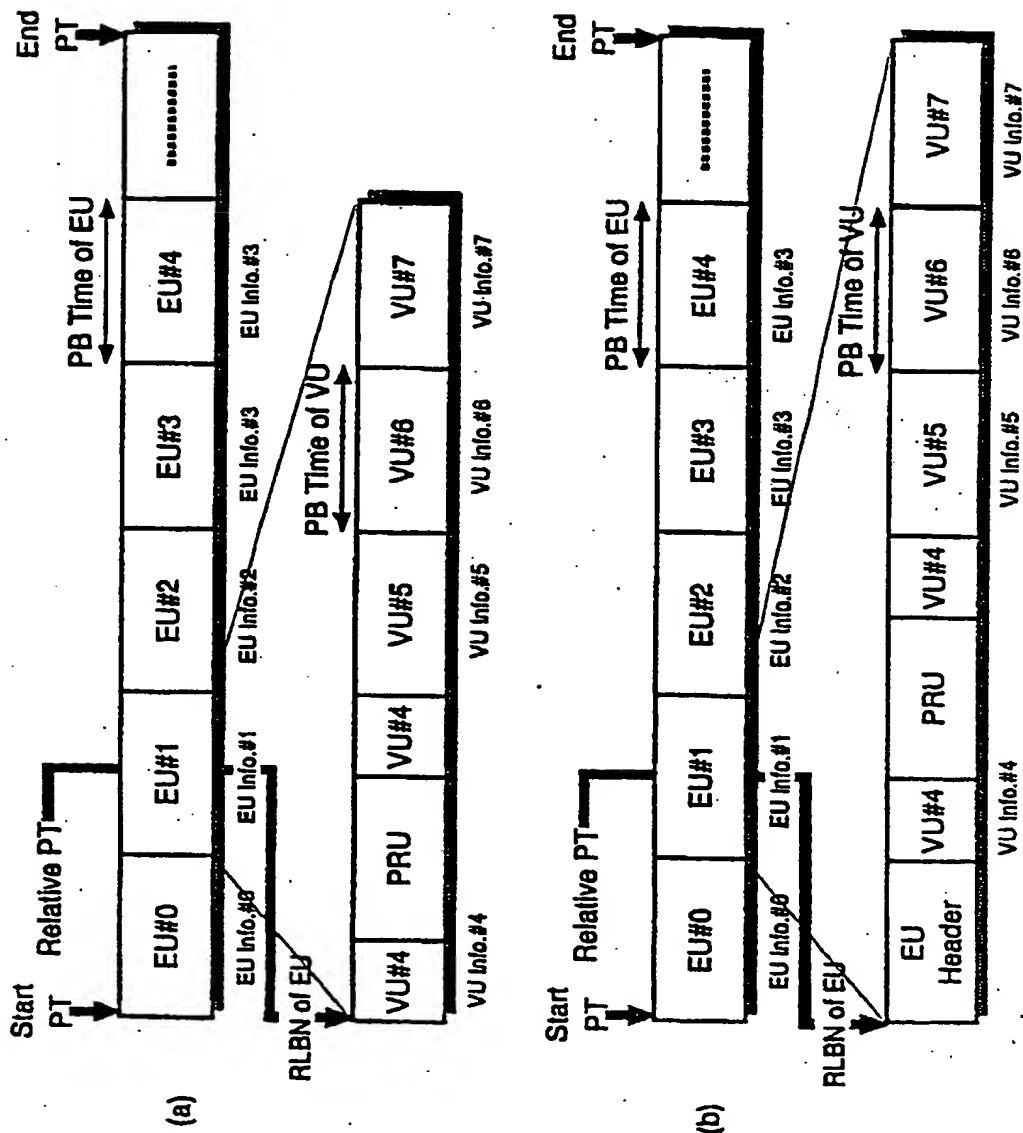 (a)
Start PT
Relative PT
End PT
PB Time of EU
EU#0
EU#1
EU#2
EU#3
EU#4
EU Info.#0
EU Info.#1
EU Info.#2
EU Info.#3
EU Info.#3
RLBN of EU
PB Time of VU
VU#4
PRU
VU#4
VU#5
VU#6
VU#7
VU Info.#4
VU Info.#5
VU Info.#6
VU Info.#7
(b)
Start PT
Relative PT
End PT
PB Time of EU
EU#0
EU#1
EU#2
EU#3
EU#4
EU Info.#0
EU Info.#1
EU Info.#2
EU Info.#3
EU Info.#3
RLBN of EU
PB Time of VU
EU Header
VU#4
PRU
VU#4
VU#5
VU#6
VU#7
VU Info.#4
VU Info.#5
VU Info.#6
VU Info.#7